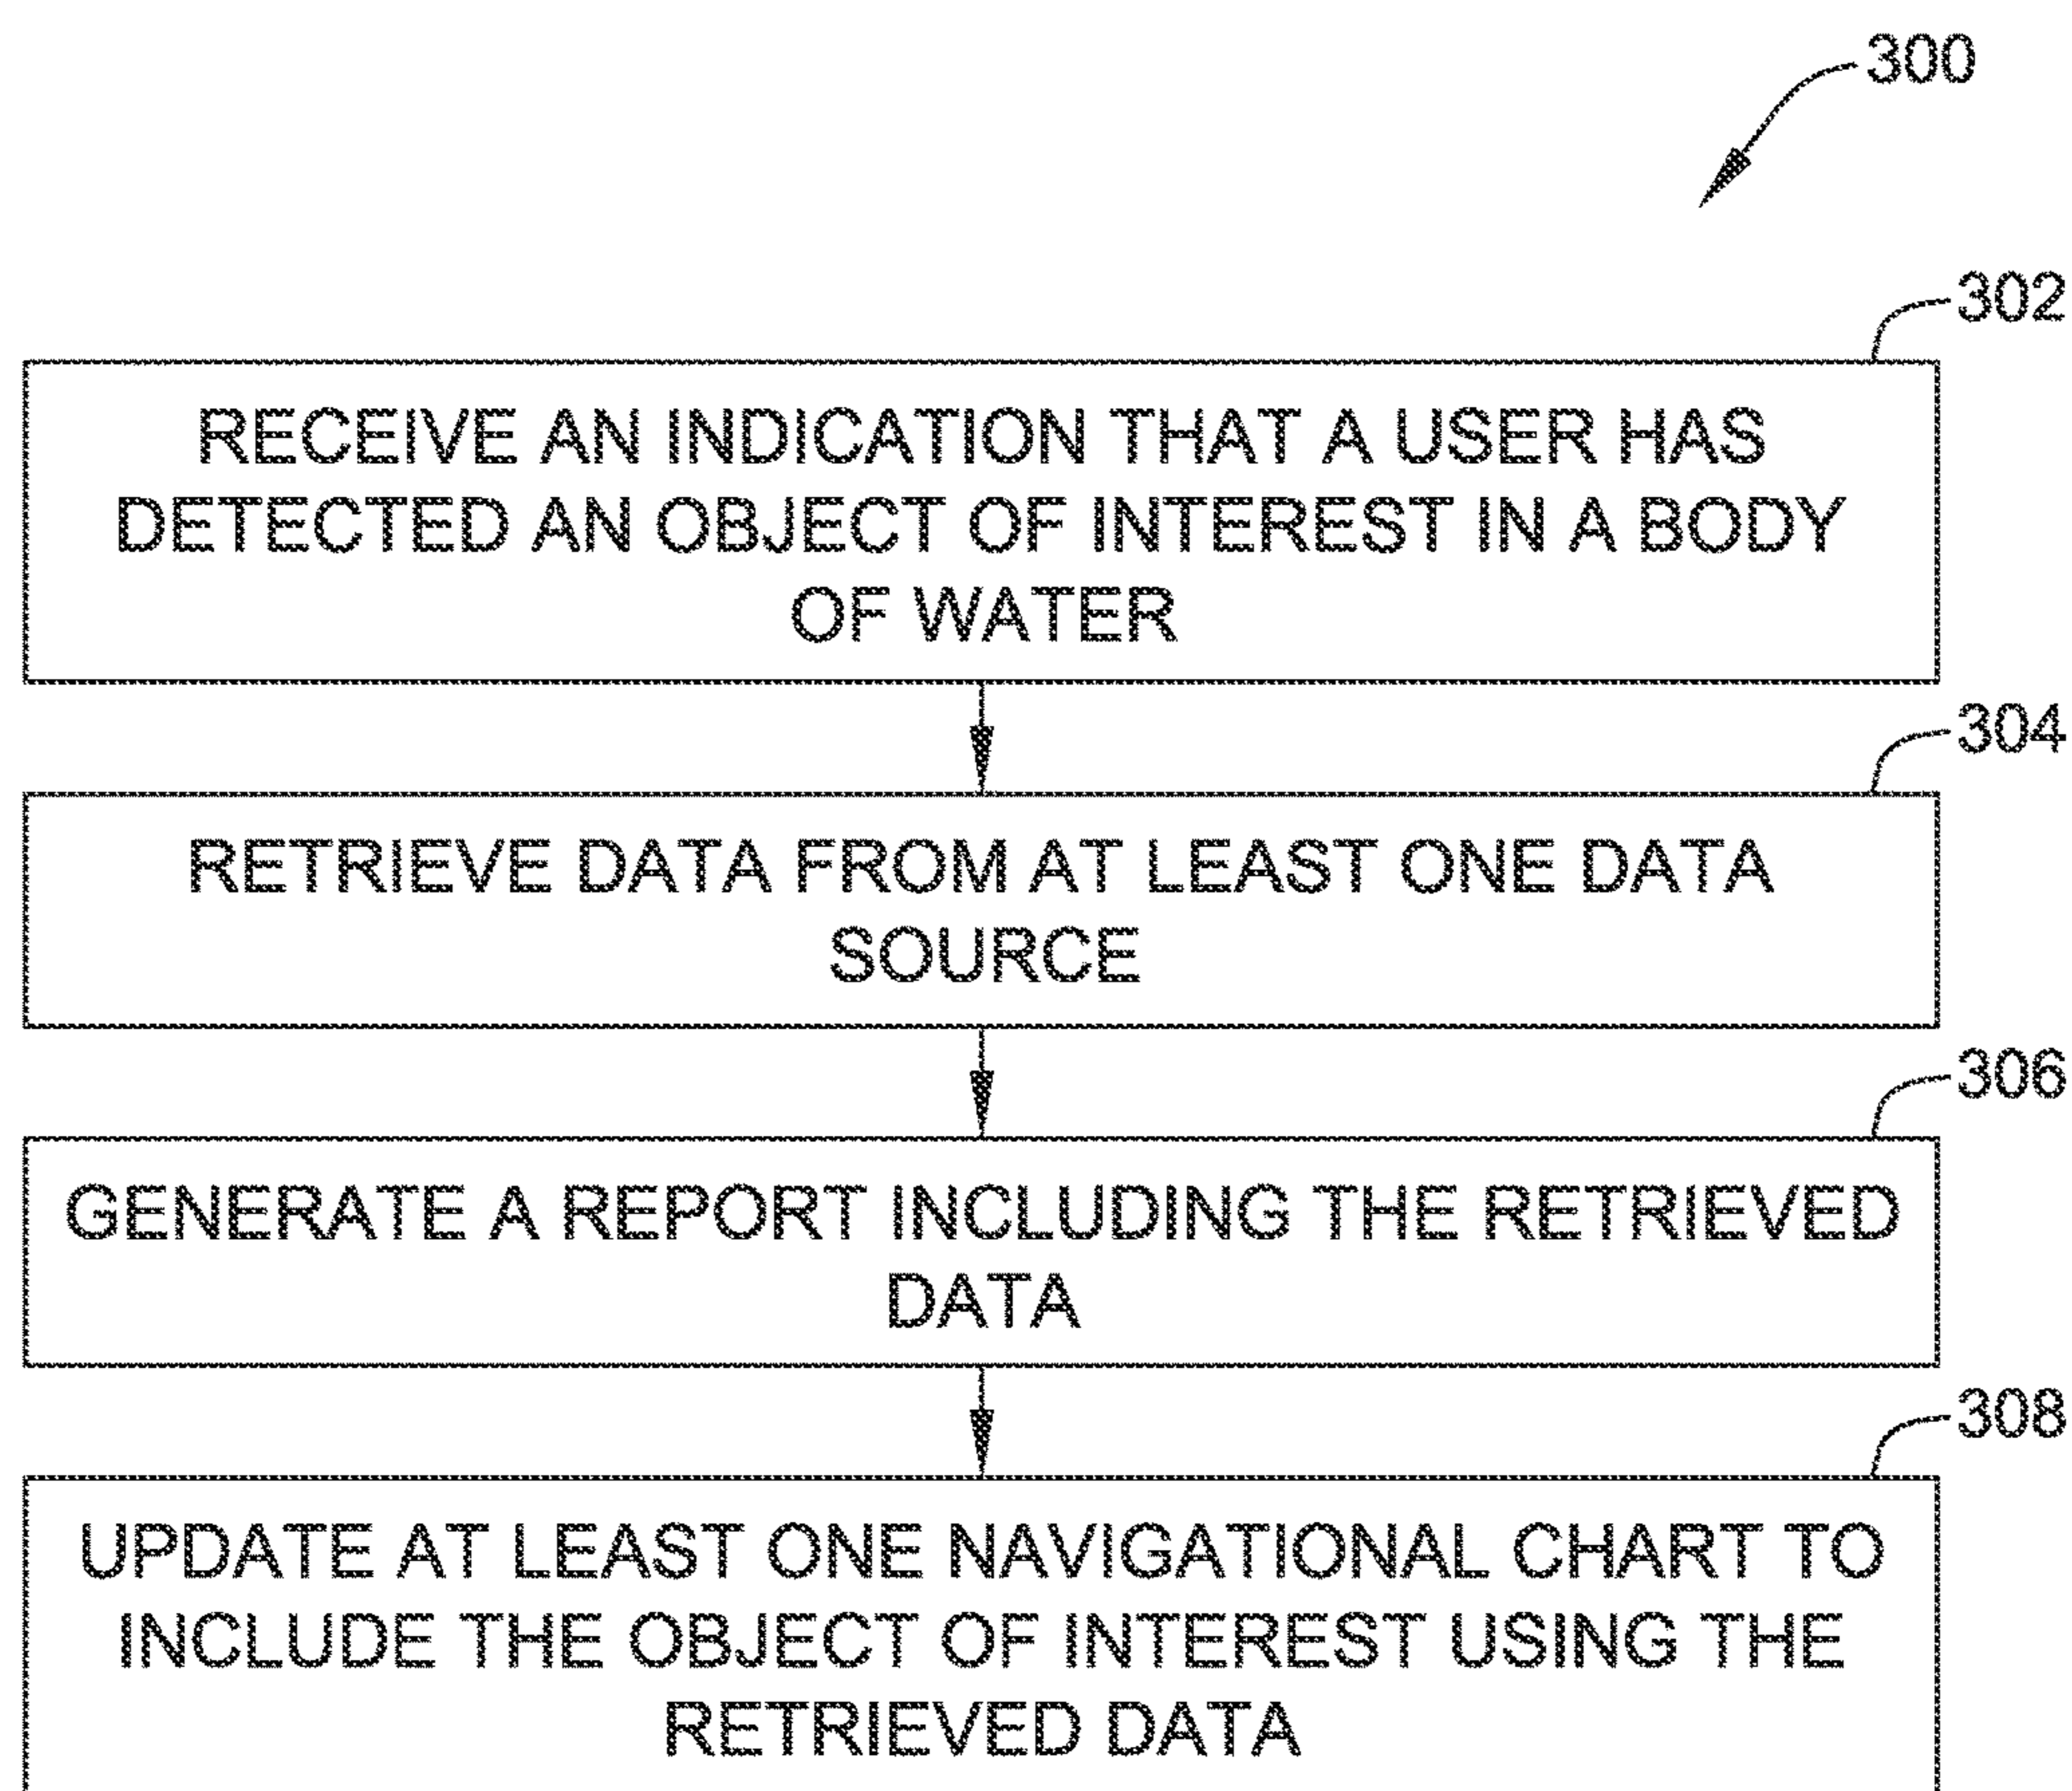 300
302
RECEIVE AN INDICATION THAT A USER HAS
DETECTED AN OBJECT OF INTEREST IN A BODY
OF WATER
304
RETRIEVE DATA FROM AT LEAST ONE DATA
SOURCE
306
GENERATE A REPORT INCLUDING THE RETRIEVED
DATA
308
UPDATE AT LEAST ONE NAVIGATIONAL CHART TO
INCLUDE THE OBJECT OF INTEREST USING THE
RETRIEVED DATA